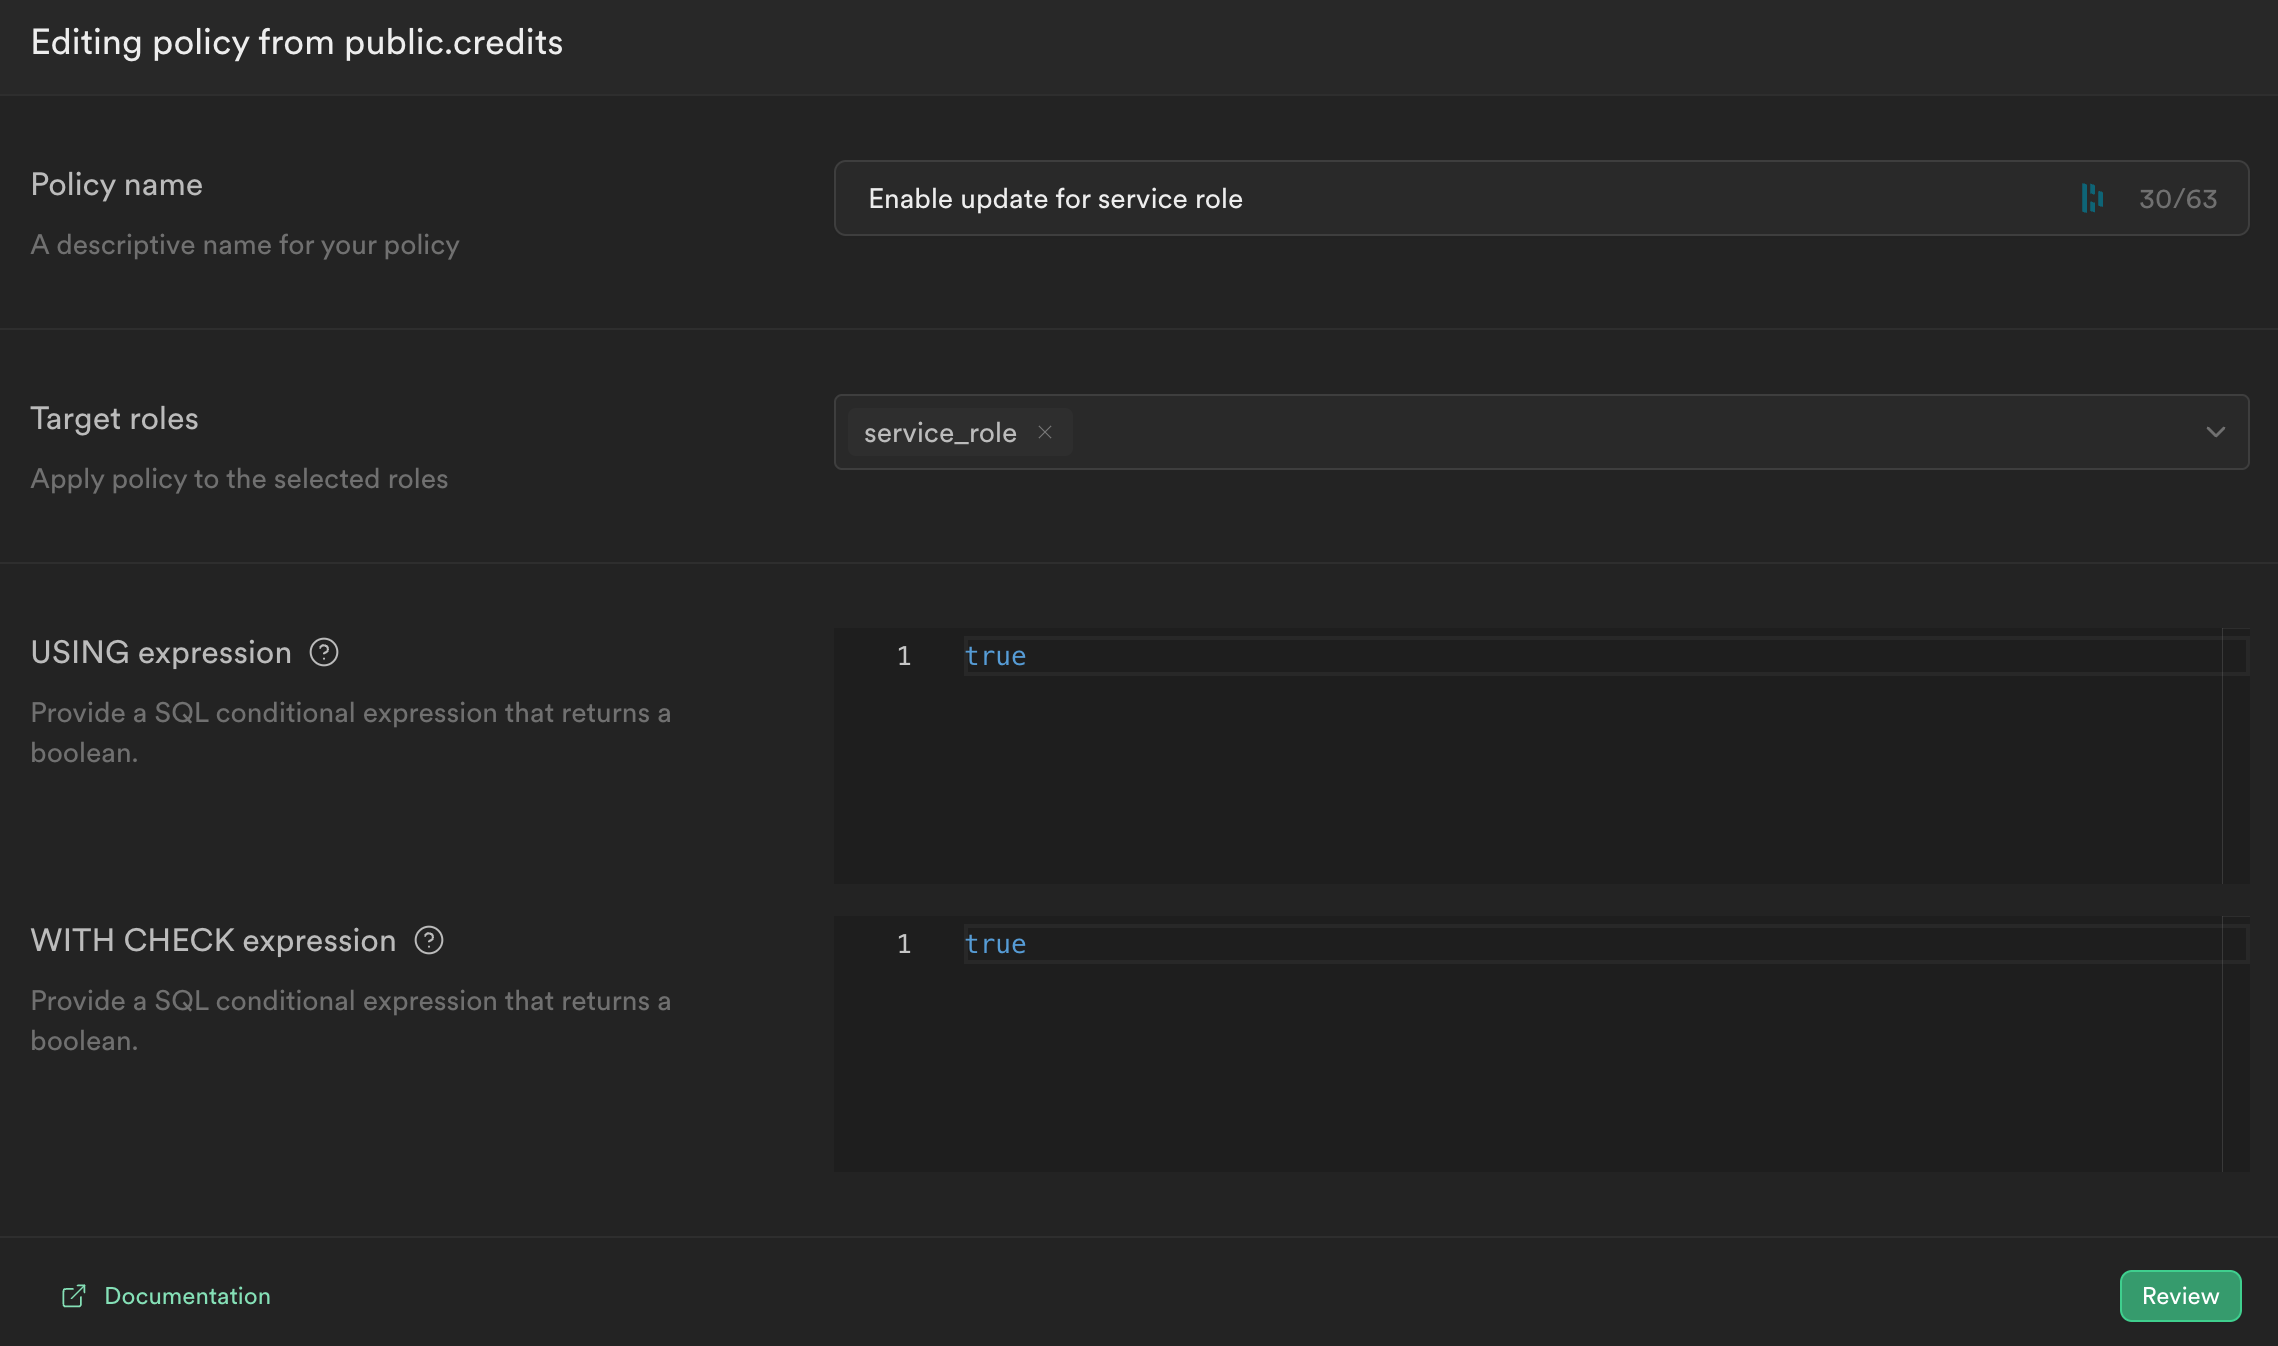 Editing policy from public.credits
Policy name
A descriptive name for your policy
Enable update for service role
30/63
Target roles
Apply policy to the selected roles
service_role
USING expression
Provide a SQL conditional expression that returns a
boolean.
1 true
WITH CHECK expression
Provide a SQL conditional expression that returns a
boolean.
1 true
Documentation
Review